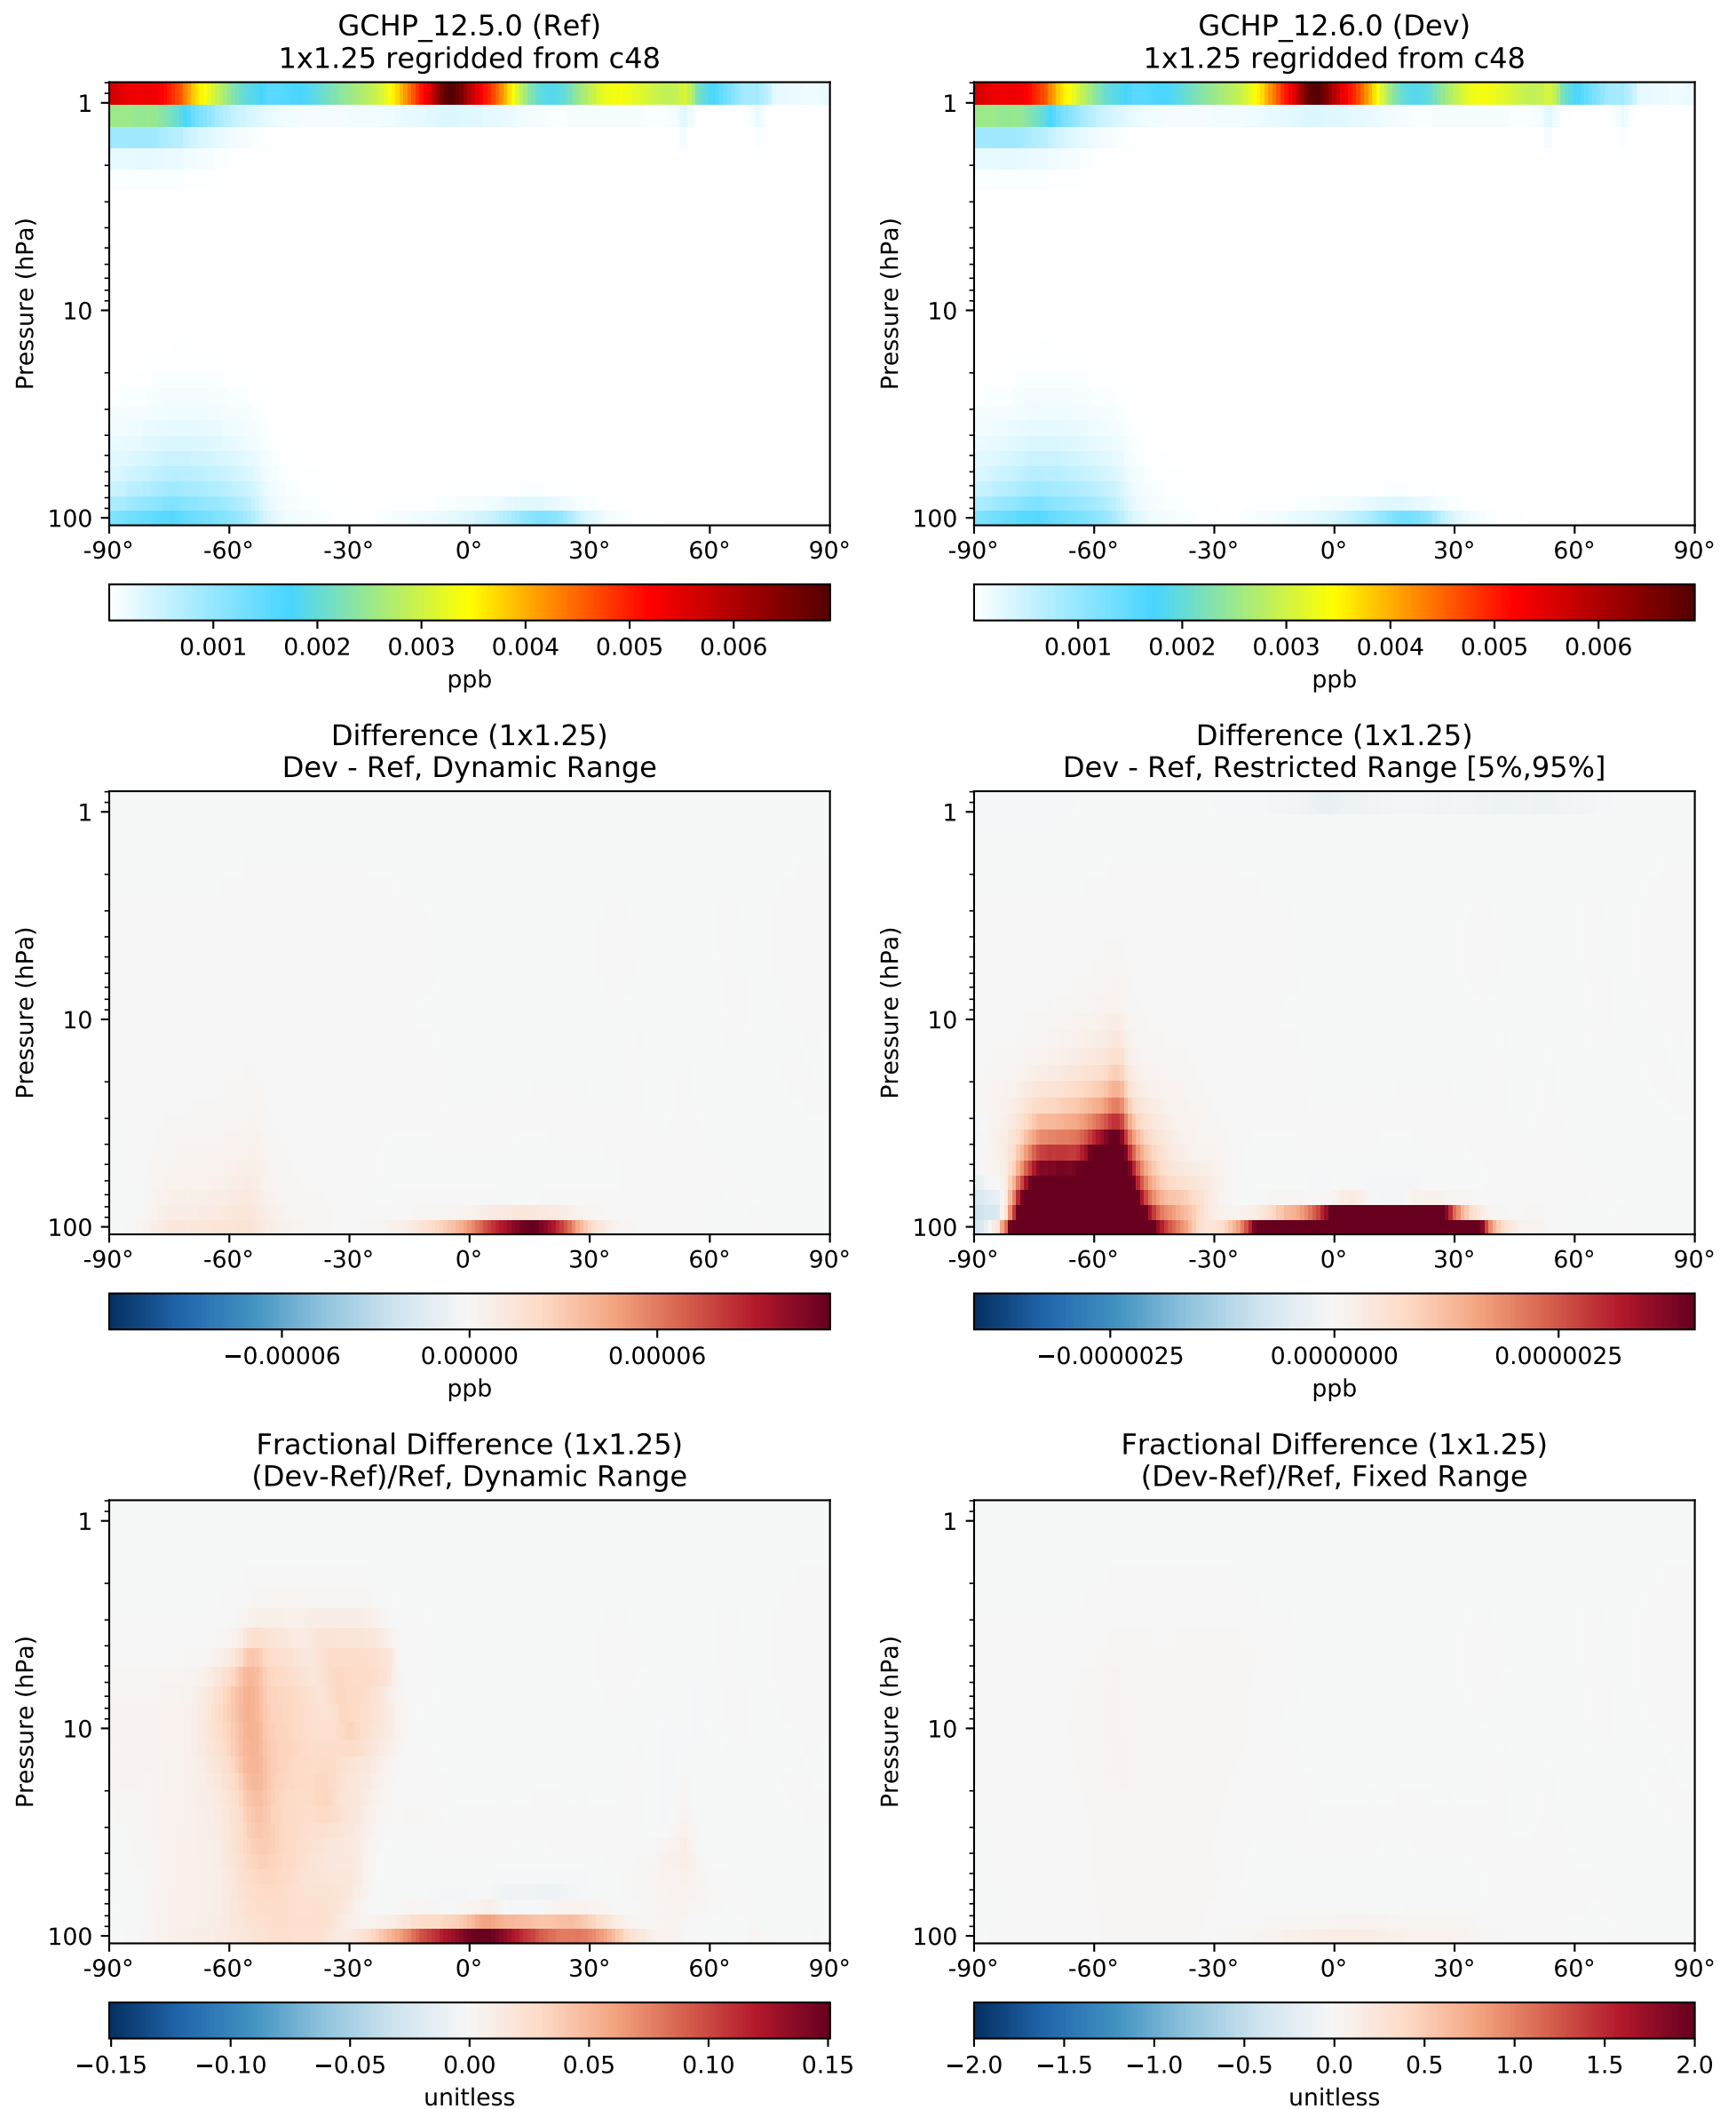 GCHP_12.5.0 (Ref)
1x1.25 regridded from c48
Pressure (hPa)
1
10
100
-90° -60° -30° 0° 30° 60° 90°
0.001 0.002 0.003 0.004 0.005 0.006
ppb
GCHP_12.6.0 (Dev)
1x1.25 regridded from c48
Pressure (hPa)
1
10
100
-90° -60° -30° 0° 30° 60° 90°
0.001 0.002 0.003 0.004 0.005 0.006
ppb
Difference (1x1.25)
Dev - Ref, Dynamic Range
Pressure (hPa)
1
10
100
-90° -60° -30° 0° 30° 60° 90°
−0.00006 0.00000 0.00006
ppb
Difference (1x1.25)
Dev - Ref, Restricted Range [5%,95%]
Pressure (hPa)
1
10
100
-90° -60° -30° 0° 30° 60° 90°
−0.0000025 0.0000000 0.0000025
ppb
Fractional Difference (1x1.25)
(Dev-Ref)/Ref, Dynamic Range
Pressure (hPa)
1
10
100
-90° -60° -30° 0° 30° 60° 90°
−0.15 −0.10 −0.05 0.00 0.05 0.10 0.15
unitless
Fractional Difference (1x1.25)
(Dev-Ref)/Ref, Fixed Range
Pressure (hPa)
1
10
100
-90° -60° -30° 0° 30° 60° 90°
−2.0 −1.5 −1.0 −0.5 0.0 0.5 1.0 1.5 2.0
unitless